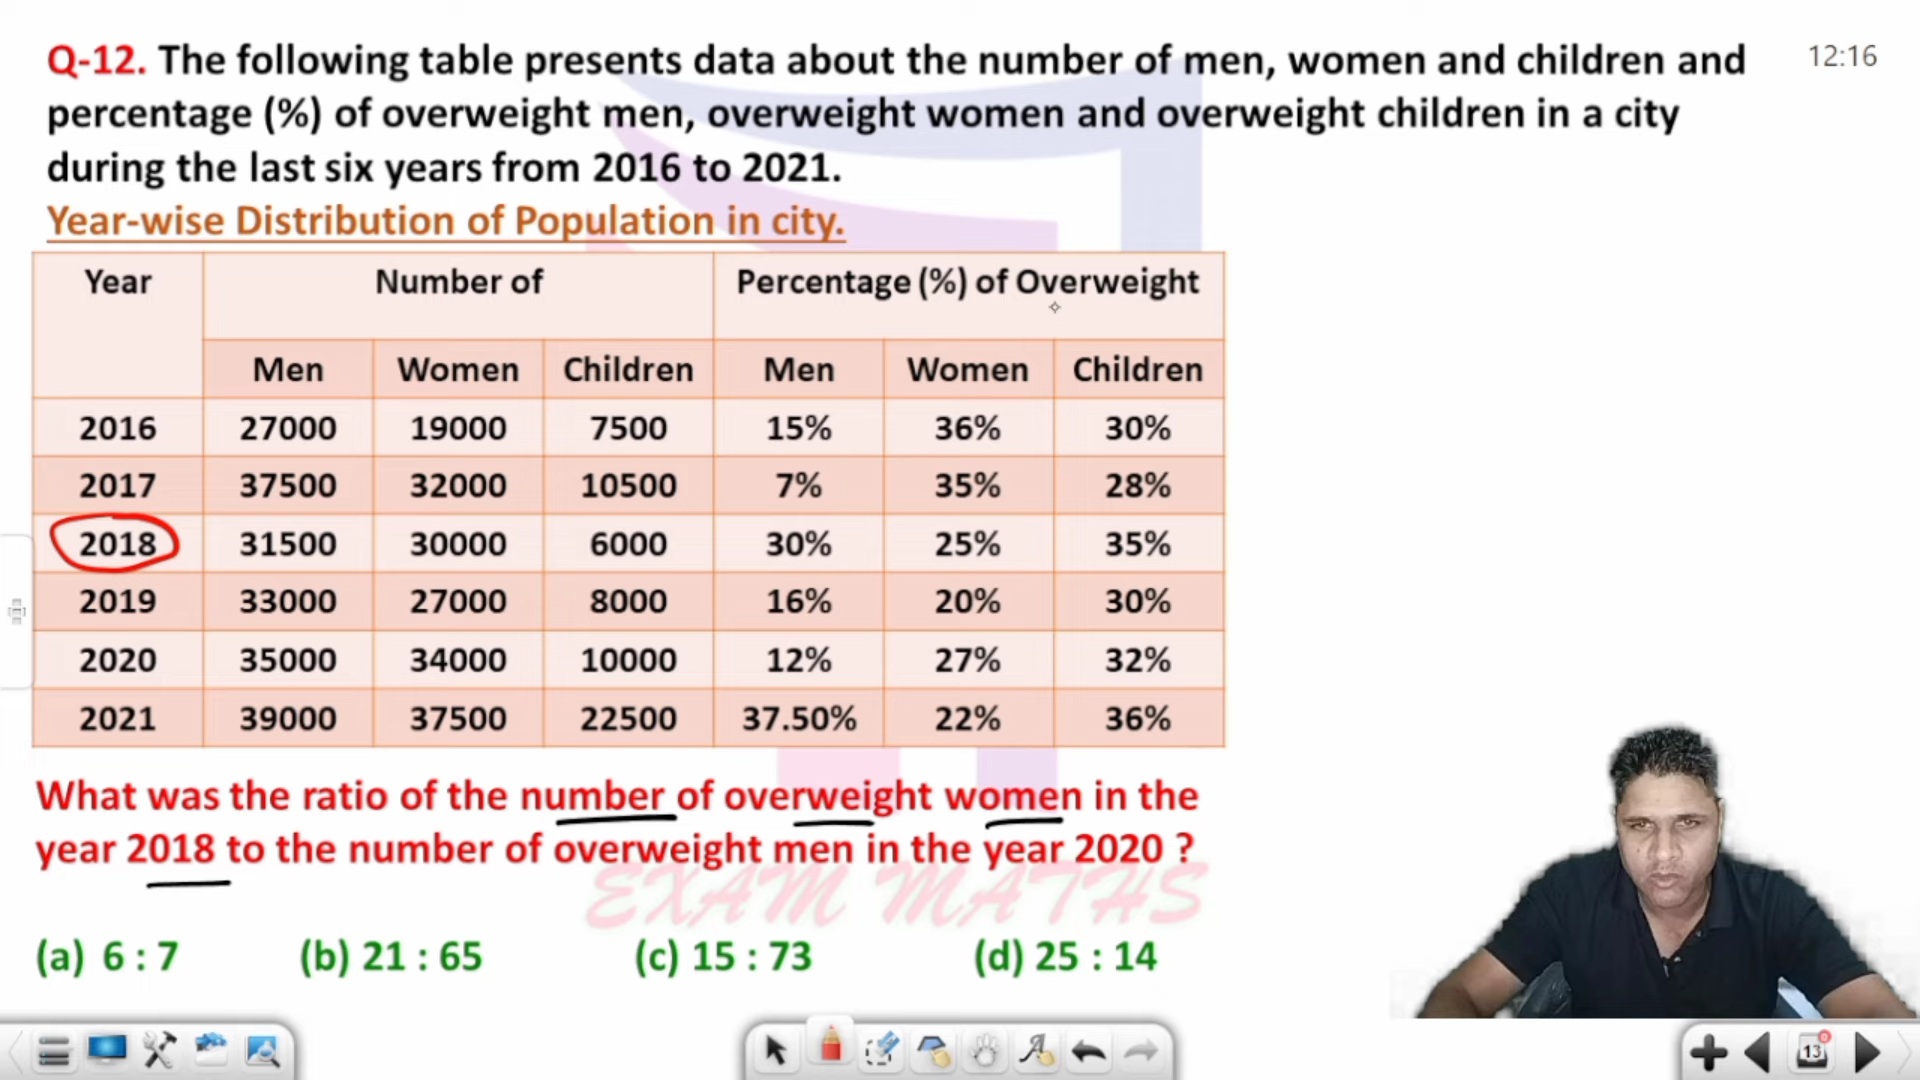 Q-12. The following table presents data about the number of men, women and children and
12:16
percentage (%) of overweight men, overweight women and overweight children in a city
during the last six years from 2016 to 2021.
Year-wise Distribution of Population in city.
Year Number of Percentage (%) of Overweight
Men Women Children Men Women Children
2016 27000 19000 7500 15% 36% 30%
2017 37500 32000 10500 7% 35% 28%
2018 31500 30000 6000 30% 25% 35%
2019 33000 27000 8000 16% 20% 30%
2020 35000 34000 10000 12% 27% 32%
2021 39000 37500 22500 37.50% 22% 36%
What was the ratio of the number of overweight women in the
year 2018 to the number of overweight men in the year 2020 ?
EXAM MATHS
(a) 6 : 7 (b) 21 : 65 (c) 15 : 73 (d) 25 : 14
13
0